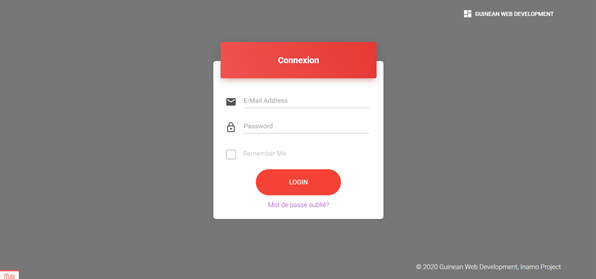 GUINEAN WEB DEVELOPMENT
Connexion
E-Mail Address
Password
Remember Me
LOGIN
Mot de passe oublié?
© 2020 Guinean Web Development, Inamo Project